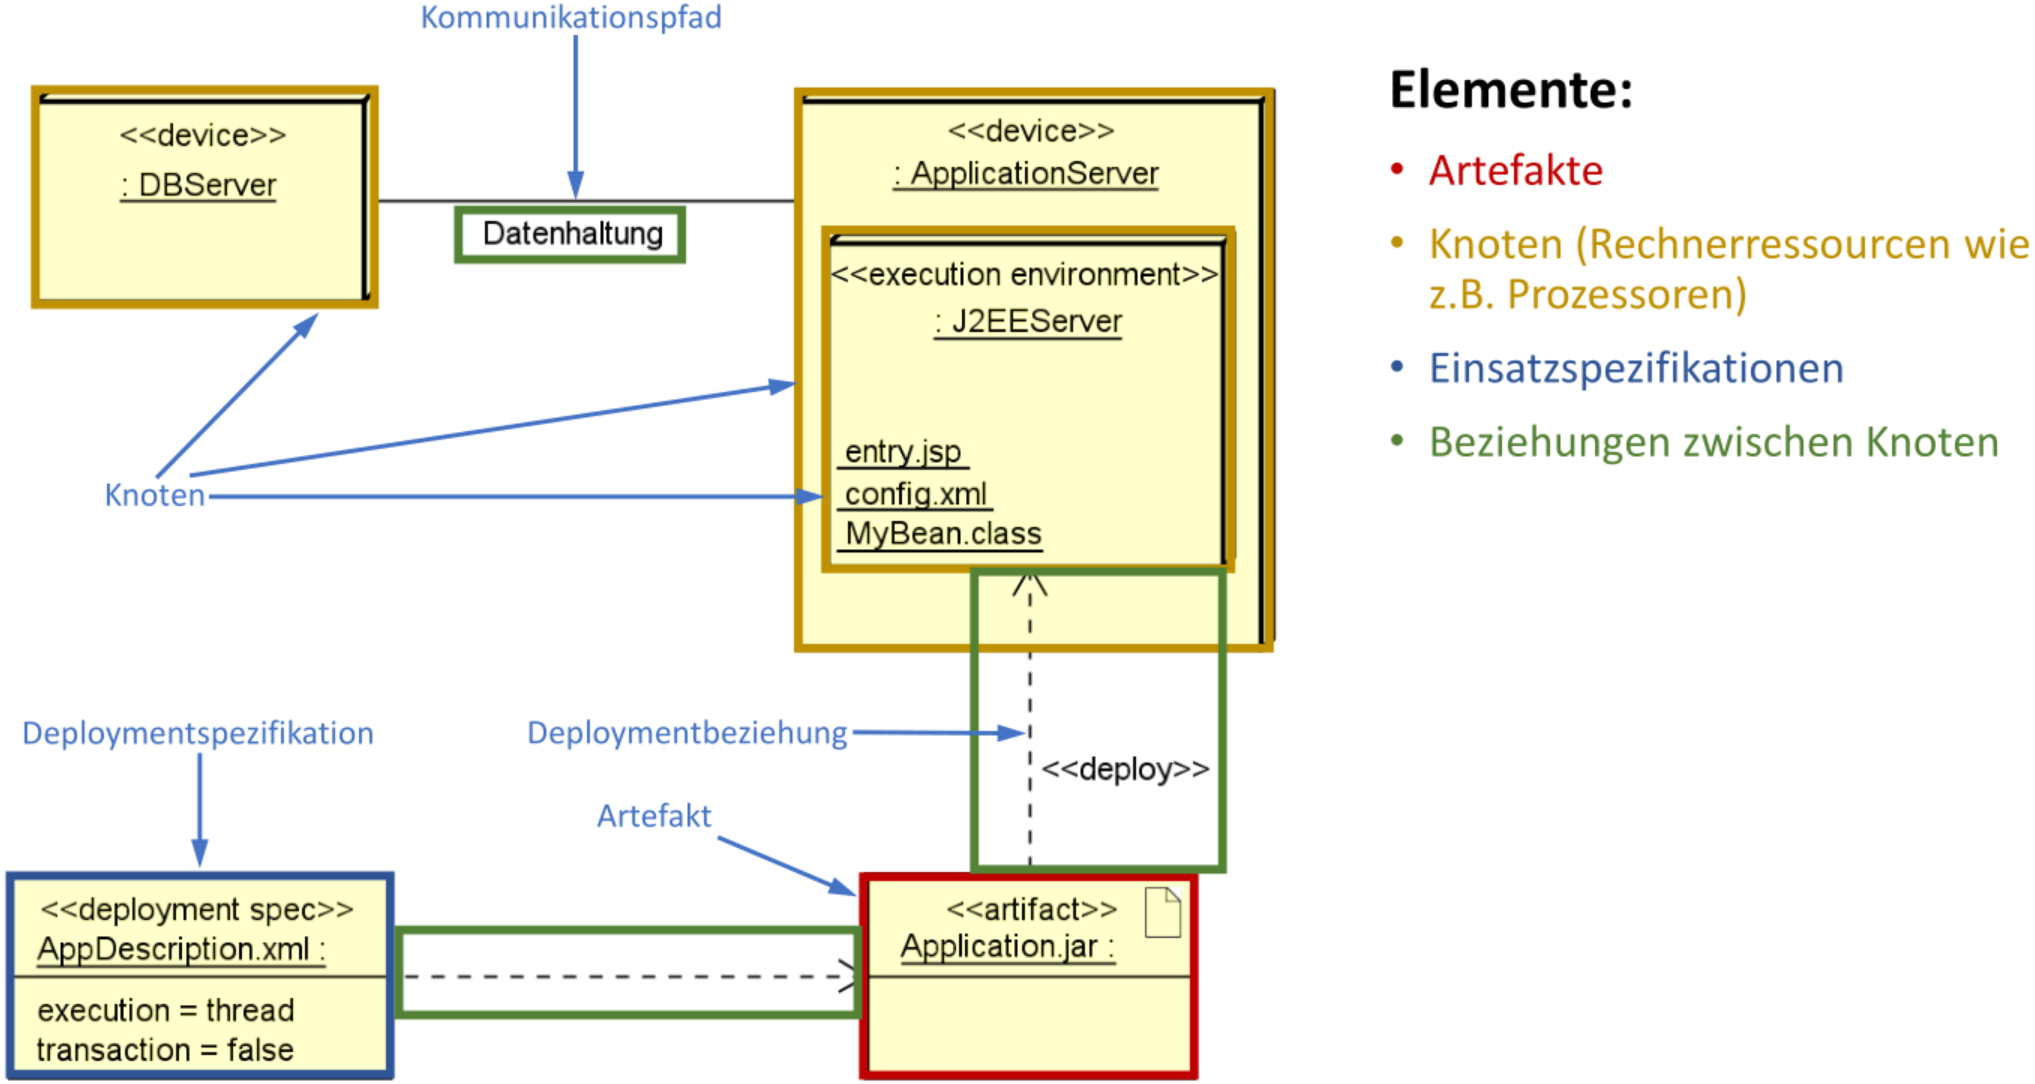 Kommunikationspfad
<<device>>
: DBServer
Datenhaltung
<<device>>
: ApplicationServer
<<execution environment>>
: J2EEServer
entry.jsp
config.xml
MyBean.class
Knoten
Deploymentspezifikation
Deploymentbeziehung
<<deploy>>
Artefakt
<<deployment spec>>
AppDescription.xml :
execution = thread
transaction = false
<<artifact>>
Application.jar :
Elemente:
• Artefakte
• Knoten (Rechnerressourcen wie
z.B. Prozessoren)
• Einsatzspezifikationen
• Beziehungen zwischen Knoten